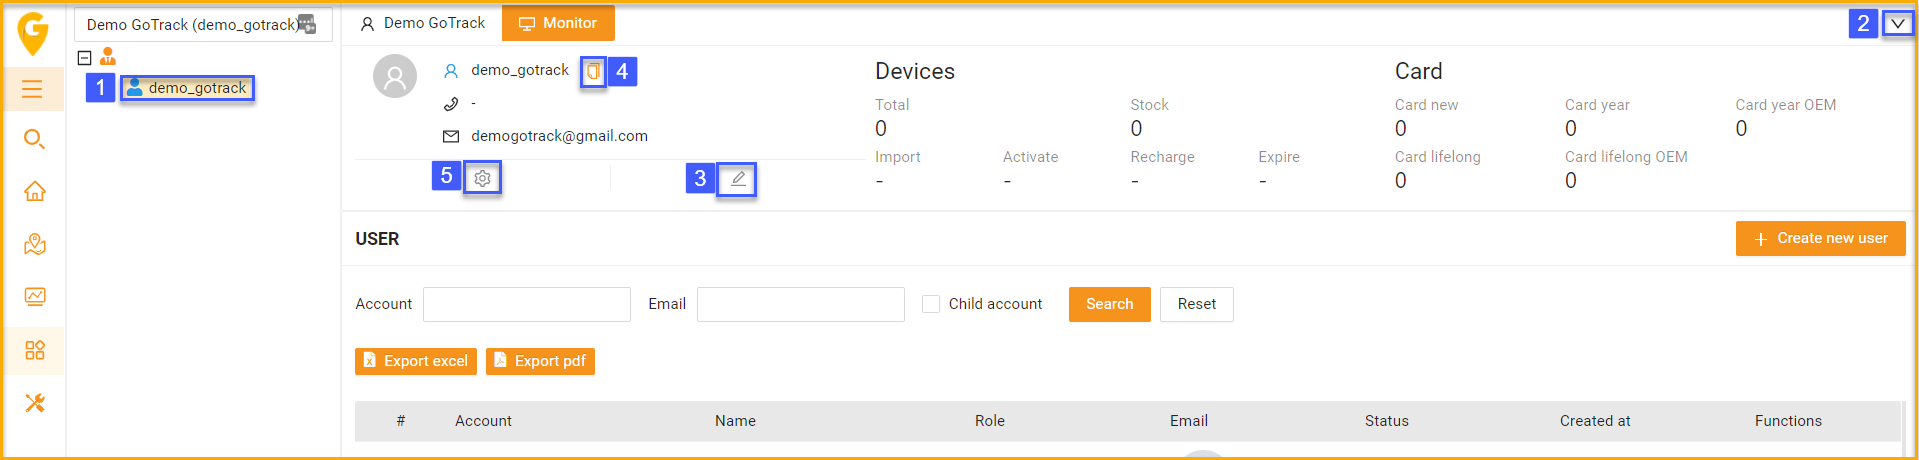 Demo GoTrack (demo_gotrack)
1 demo_gotrack
Demo GoTrack Monitor
2
demo_gotrack 4
-
demogotrack@gmail.com
5 3
Devices
Total Stock
0 0
Import Activate Recharge Expire
- - - -
Card
Card new Card year Card year OEM
0 0 0
Card lifelong Card lifelong OEM
0 0
USER
+ Create new user
Account Email Child account Search Reset
Export excel Export pdf
# Account Name Role Email Status Created at Functions